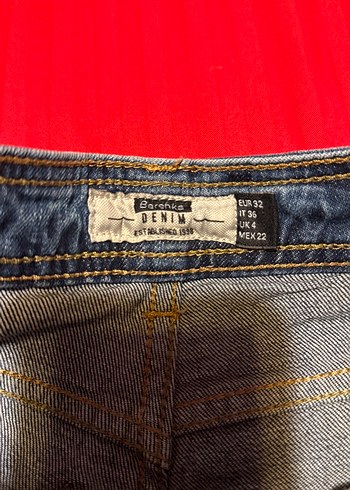 Bershka
DENIM
ESTABLISHED 1998
EUR 32
IT 36
UK 4
MEX 22